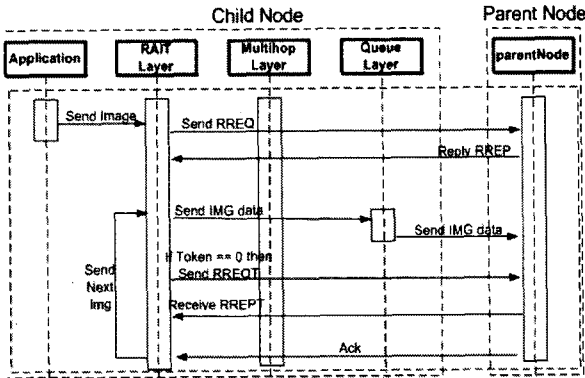 Child Node
Parent Node
Application
RAIT
Layer
Multihop
Layer
Queue
Layer
parentNode
Send Image
Send RREQ
Reply RREP
Send IMG data
Send IMG data
If Token == 0 then
Send RREQT
Send
Next
Img
Receive RREPT
Ack